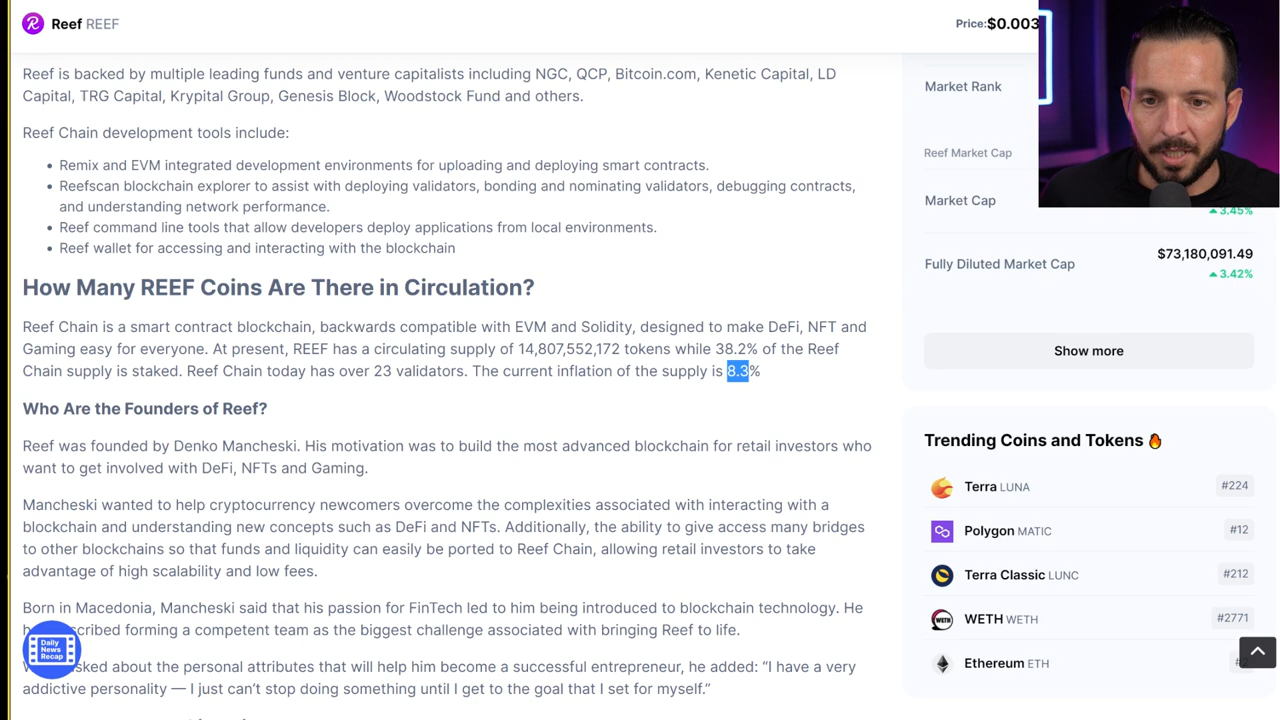 Reef REEF
Price:$0.003
Reef is backed by multiple leading funds and venture capitalists including NGC, QCP, Bitcoin.com, Kenetic Capital, LD
Capital, TRG Capital, Krypital Group, Genesis Block, Woodstock Fund and others.
Reef Chain development tools include:
• Remix and EVM integrated development environments for uploading and deploying smart contracts.
• Reefscan blockchain explorer to assist with deploying validators, bonding and nominating validators, debugging contracts,
and understanding network performance.
• Reef command line tools that allow developers deploy applications from local environments.
• Reef wallet for accessing and interacting with the blockchain
How Many REEF Coins Are There in Circulation?
Reef Chain is a smart contract blockchain, backwards compatible with EVM and Solidity, designed to make DeFi, NFT and
Gaming easy for everyone. At present, REEF has a circulating supply of 14,807,552,172 tokens while 38.2% of the Reef
Chain supply is staked. Reef Chain today has over 23 validators. The current inflation of the supply is 8.3%
Who Are the Founders of Reef?
Reef was founded by Denko Mancheski. His motivation was to build the most advanced blockchain for retail investors who
want to get involved with DeFi, NFTs and Gaming.
Mancheski wanted to help cryptocurrency newcomers overcome the complexities associated with interacting with a
blockchain and understanding new concepts such as DeFi and NFTs. Additionally, the ability to give access many bridges
to other blockchains so that funds and liquidity can easily be ported to Reef Chain, allowing retail investors to take
advantage of high scalability and low fees.
Born in Macedonia, Mancheski said that his passion for FinTech led to him being introduced to blockchain technology. He
forming a competent team as the biggest challenge associated with bringing Reef to life.
about the personal attributes that will help him become a successful entrepreneur, he added: “I have a very
addictive personality — I just can’t stop doing something until I get to the goal that I set for myself.”
Daily
News
Recap
Market Rank
Reef Market Cap
Market Cap
3.45%
Fully Diluted Market Cap
$73,180,091.49
3.42%
Show more
Trending Coins and Tokens 🔥
Terra LUNA #224
Polygon MATIC #12
Terra Classic LUNC #212
WETH WETH WETH #2771
Ethereum ETH